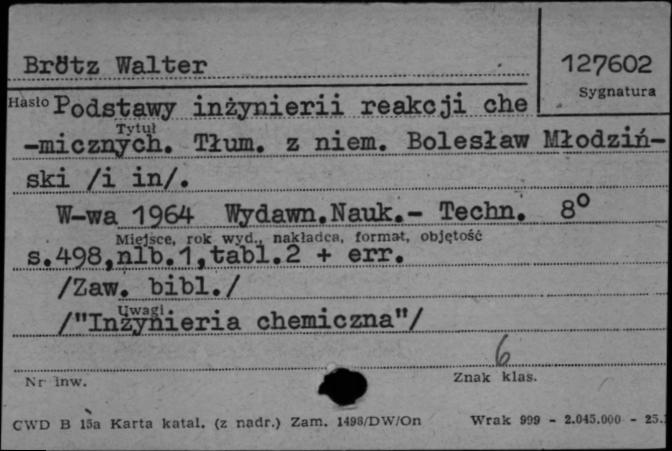 Brötz Walter
127602
Sygnatura
Hasło Podstawy inżynierii reakcji che
Tytuł
-micznych. Tłum. z niem. Bolesław Młodziń-
ski /i in/.
W-wa 1964 Wydawn.Nauk.- Techn. 8°
Miejsce, rok wyd., nakładca, format, objętość
s.498,nlb.1,tabl.2 + err.
/Zaw. bibl./
Uwagi
/"Inżynieria chemiczna"/
6
Nr inw.
Znak klas.
CWD B 15a Karta katal. (z nadr.) Zam. 1498/DW/On Wrak 999 - 2.045.000 - 25.